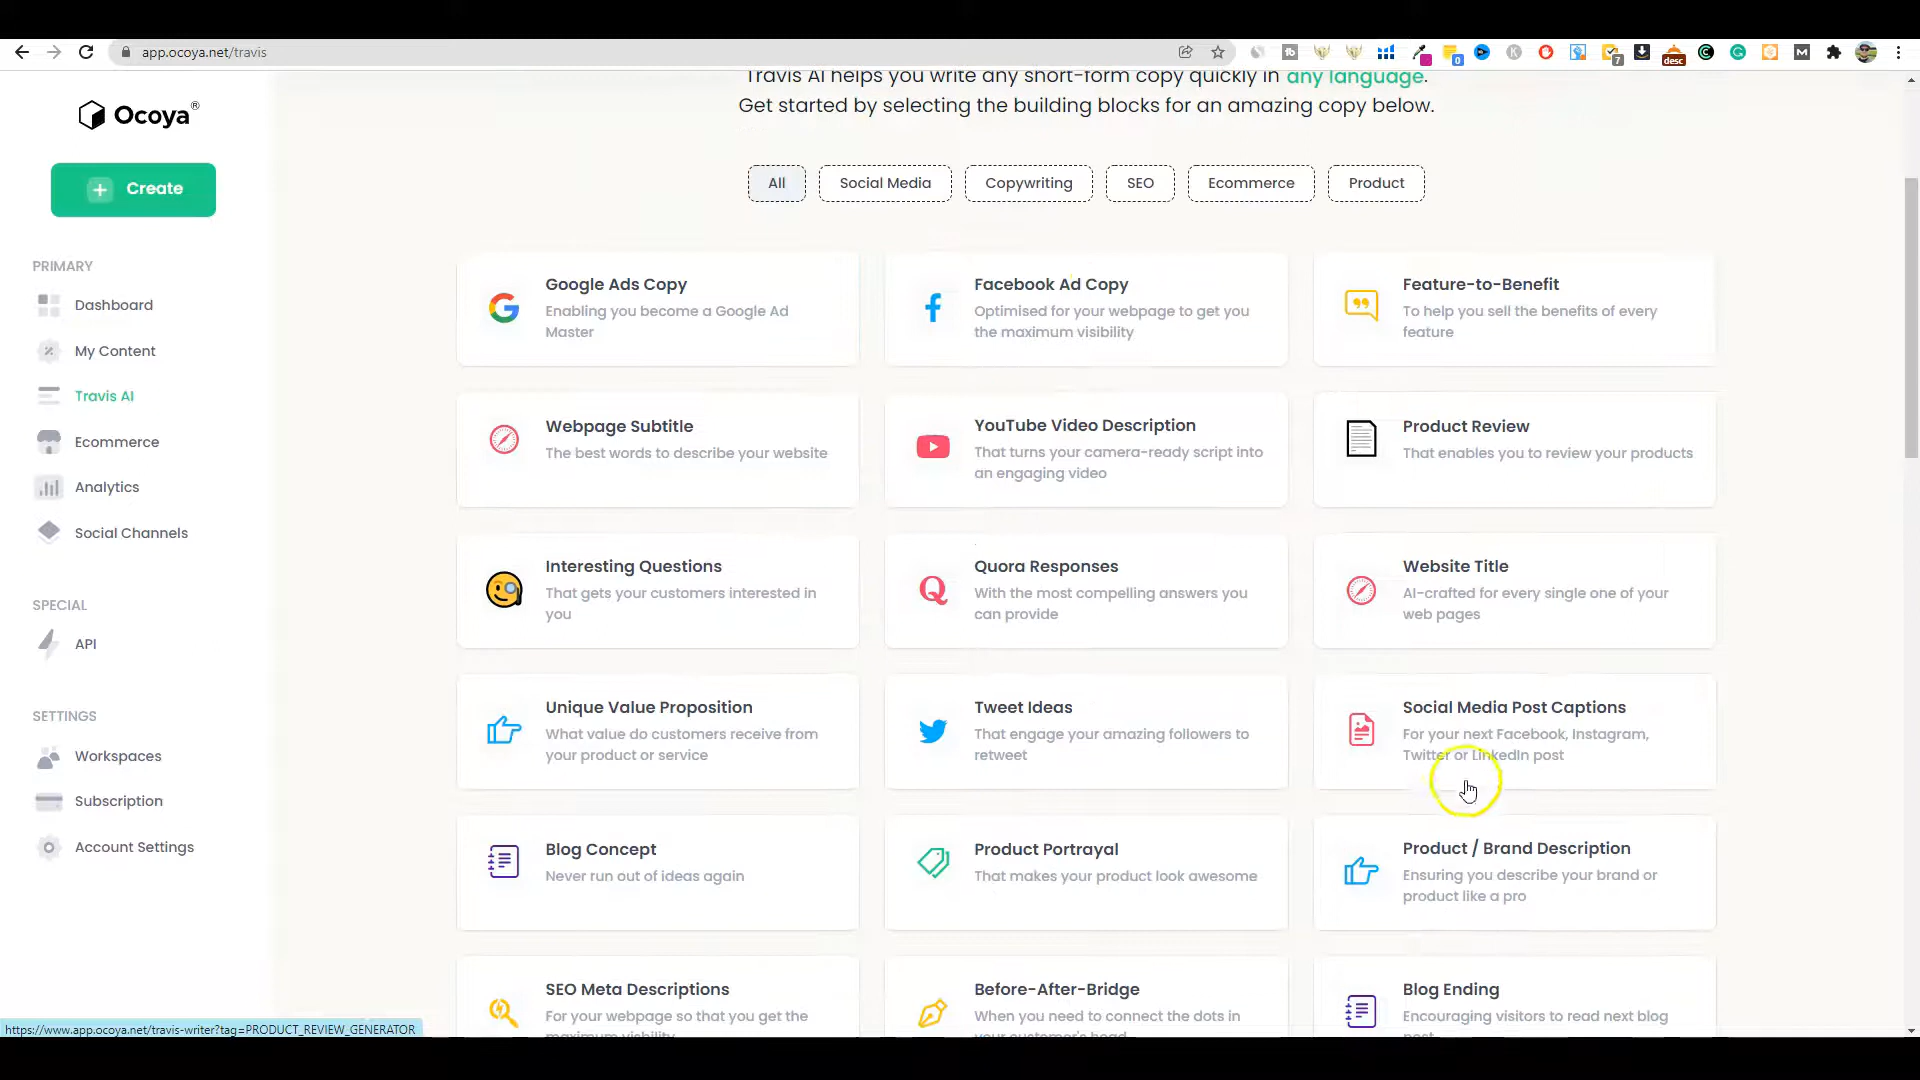 app.ocoya.net/travis
0
7
desc
Ocoya®
Create
PRIMARY
Dashboard
My Content
Travis AI
Ecommerce
Analytics
Social Channels
SPECIAL
API
SETTINGS
Workspaces
Subscription
Account Settings
Travis AI helps you write any short-form copy quickly in any language.
Get started by selecting the building blocks for an amazing copy below.
All
Social Media
Copywriting
SEO
Ecommerce
Product
Google Ads Copy
Enabling you become a Google Ad
Master
Facebook Ad Copy
Optimised for your webpage to get you
the maximum visibility
Feature-to-Benefit
To help you sell the benefits of every
feature
Webpage Subtitle
The best words to describe your website
YouTube Video Description
That turns your camera-ready script into
an engaging video
Product Review
That enables you to review your products
Interesting Questions
That gets your customers interested in
you
Quora Responses
With the most compelling answers you
can provide
Website Title
AI-crafted for every single one of your
web pages
Unique Value Proposition
What value do customers receive from
your product or service
Tweet Ideas
That engage your amazing followers to
retweet
Social Media Post Captions
For your next Facebook, Instagram,
Twitter or LinkedIn post
Blog Concept
Never run out of ideas again
Product Portrayal
That makes your product look awesome
Product / Brand Description
Ensuring you describe your brand or
product like a pro
SEO Meta Descriptions
For your webpage so that you get the
maximum visibility
Before-After-Bridge
When you need to connect the dots in
your customer's head
Blog Ending
Encouraging visitors to read next blog
post
https://www.app.ocoya.net/travis-writer?tag=PRODUCT_REVIEW_GENERATOR